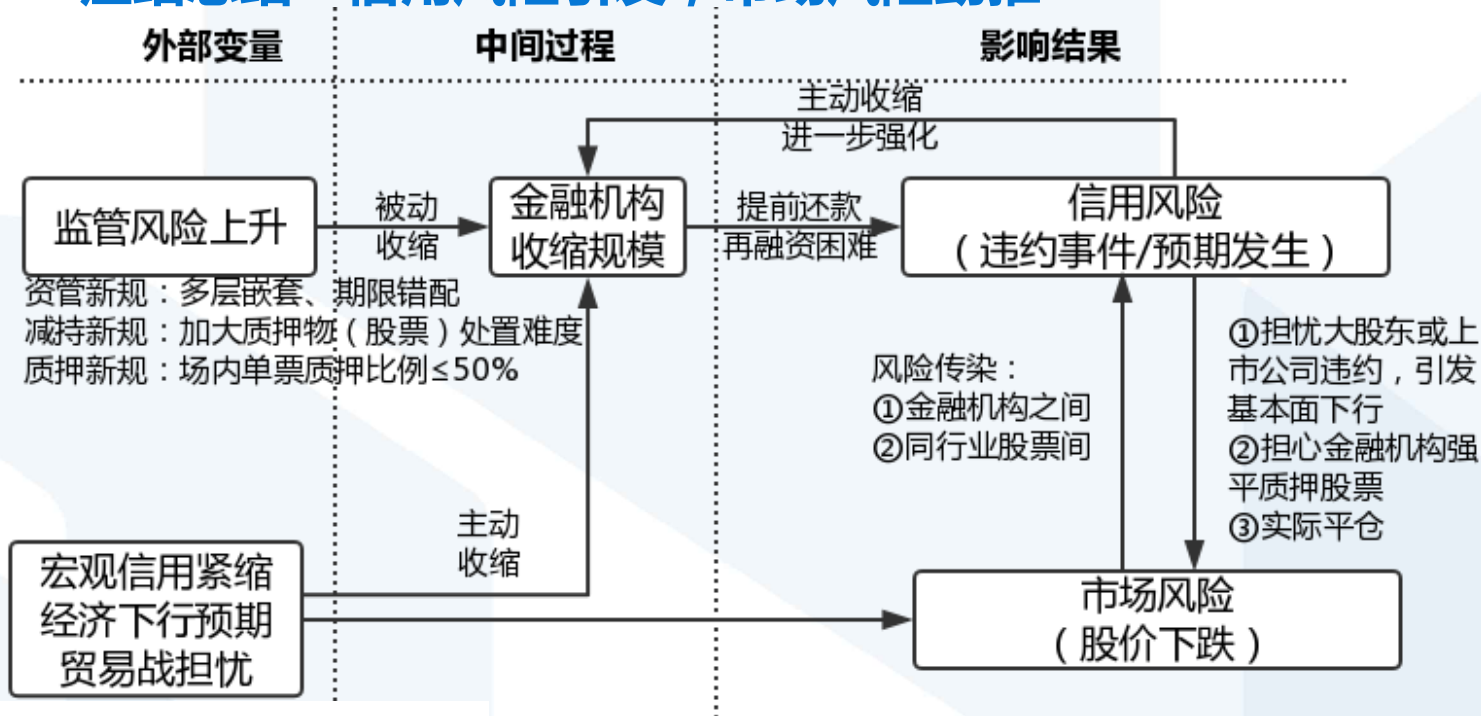 外部变量
中间过程
影响结果
主动收缩
进一步强化
监管风险上升
被动
收缩
金融机构
收缩规模
提前还款
再融资困难
信用风险
(违约事件/预期发生)
资管新规:多层嵌套、期限错配
减持新规:加大质押物(股票)处置难度
质押新规:场内单票质押比例≤50%
风险传染:
①金融机构之间
②同行业股票间
①担忧大股东或上
市公司违约,引发
基本面下行
②担心金融机构强
平质押股票
③实际平仓
主动
收缩
宏观信用紧缩
经济下行预期
贸易战担忧
市场风险
(股价下跌)